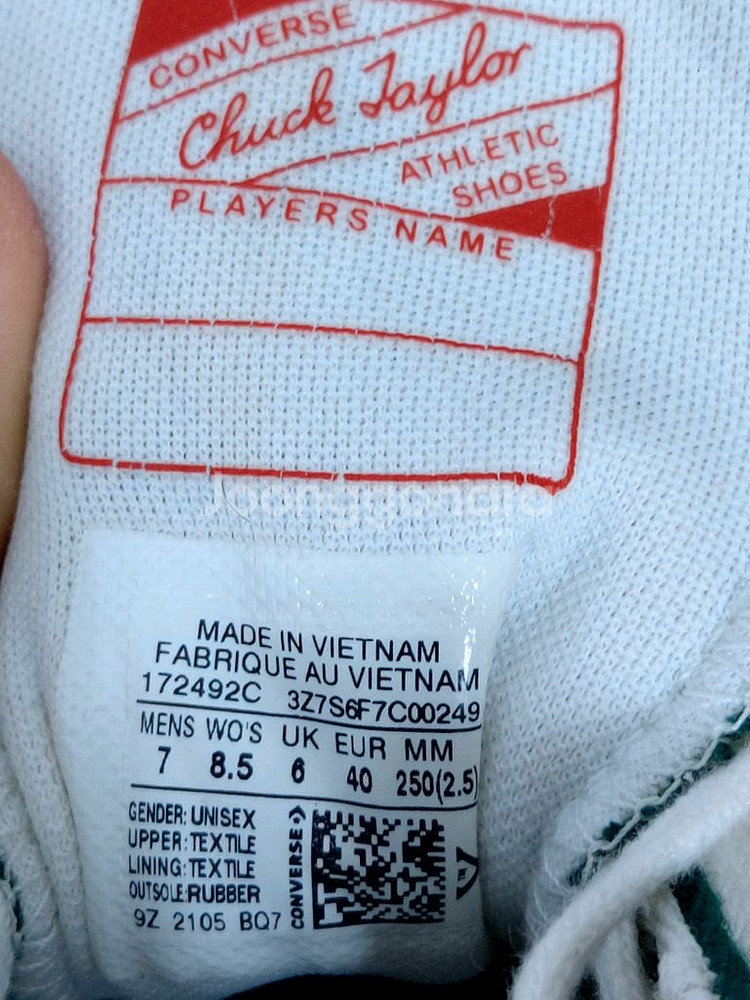 CONVERSE
Chuck Taylor
ATHLETIC
SHOES
PLAYERS NAME
Joonggonara
MADE IN VIETNAM
FABRIQUE AU VIETNAM
172492C 3Z7S6F7C00249
MENS WO'S UK EUR MM
7 8.5 6 40 250(2.5)
GENDER: UNISEX
UPPER: TEXTILE
LINING: TEXTILE
OUTSOLE: RUBBER
9Z 2105 BQ7
CONVERSE